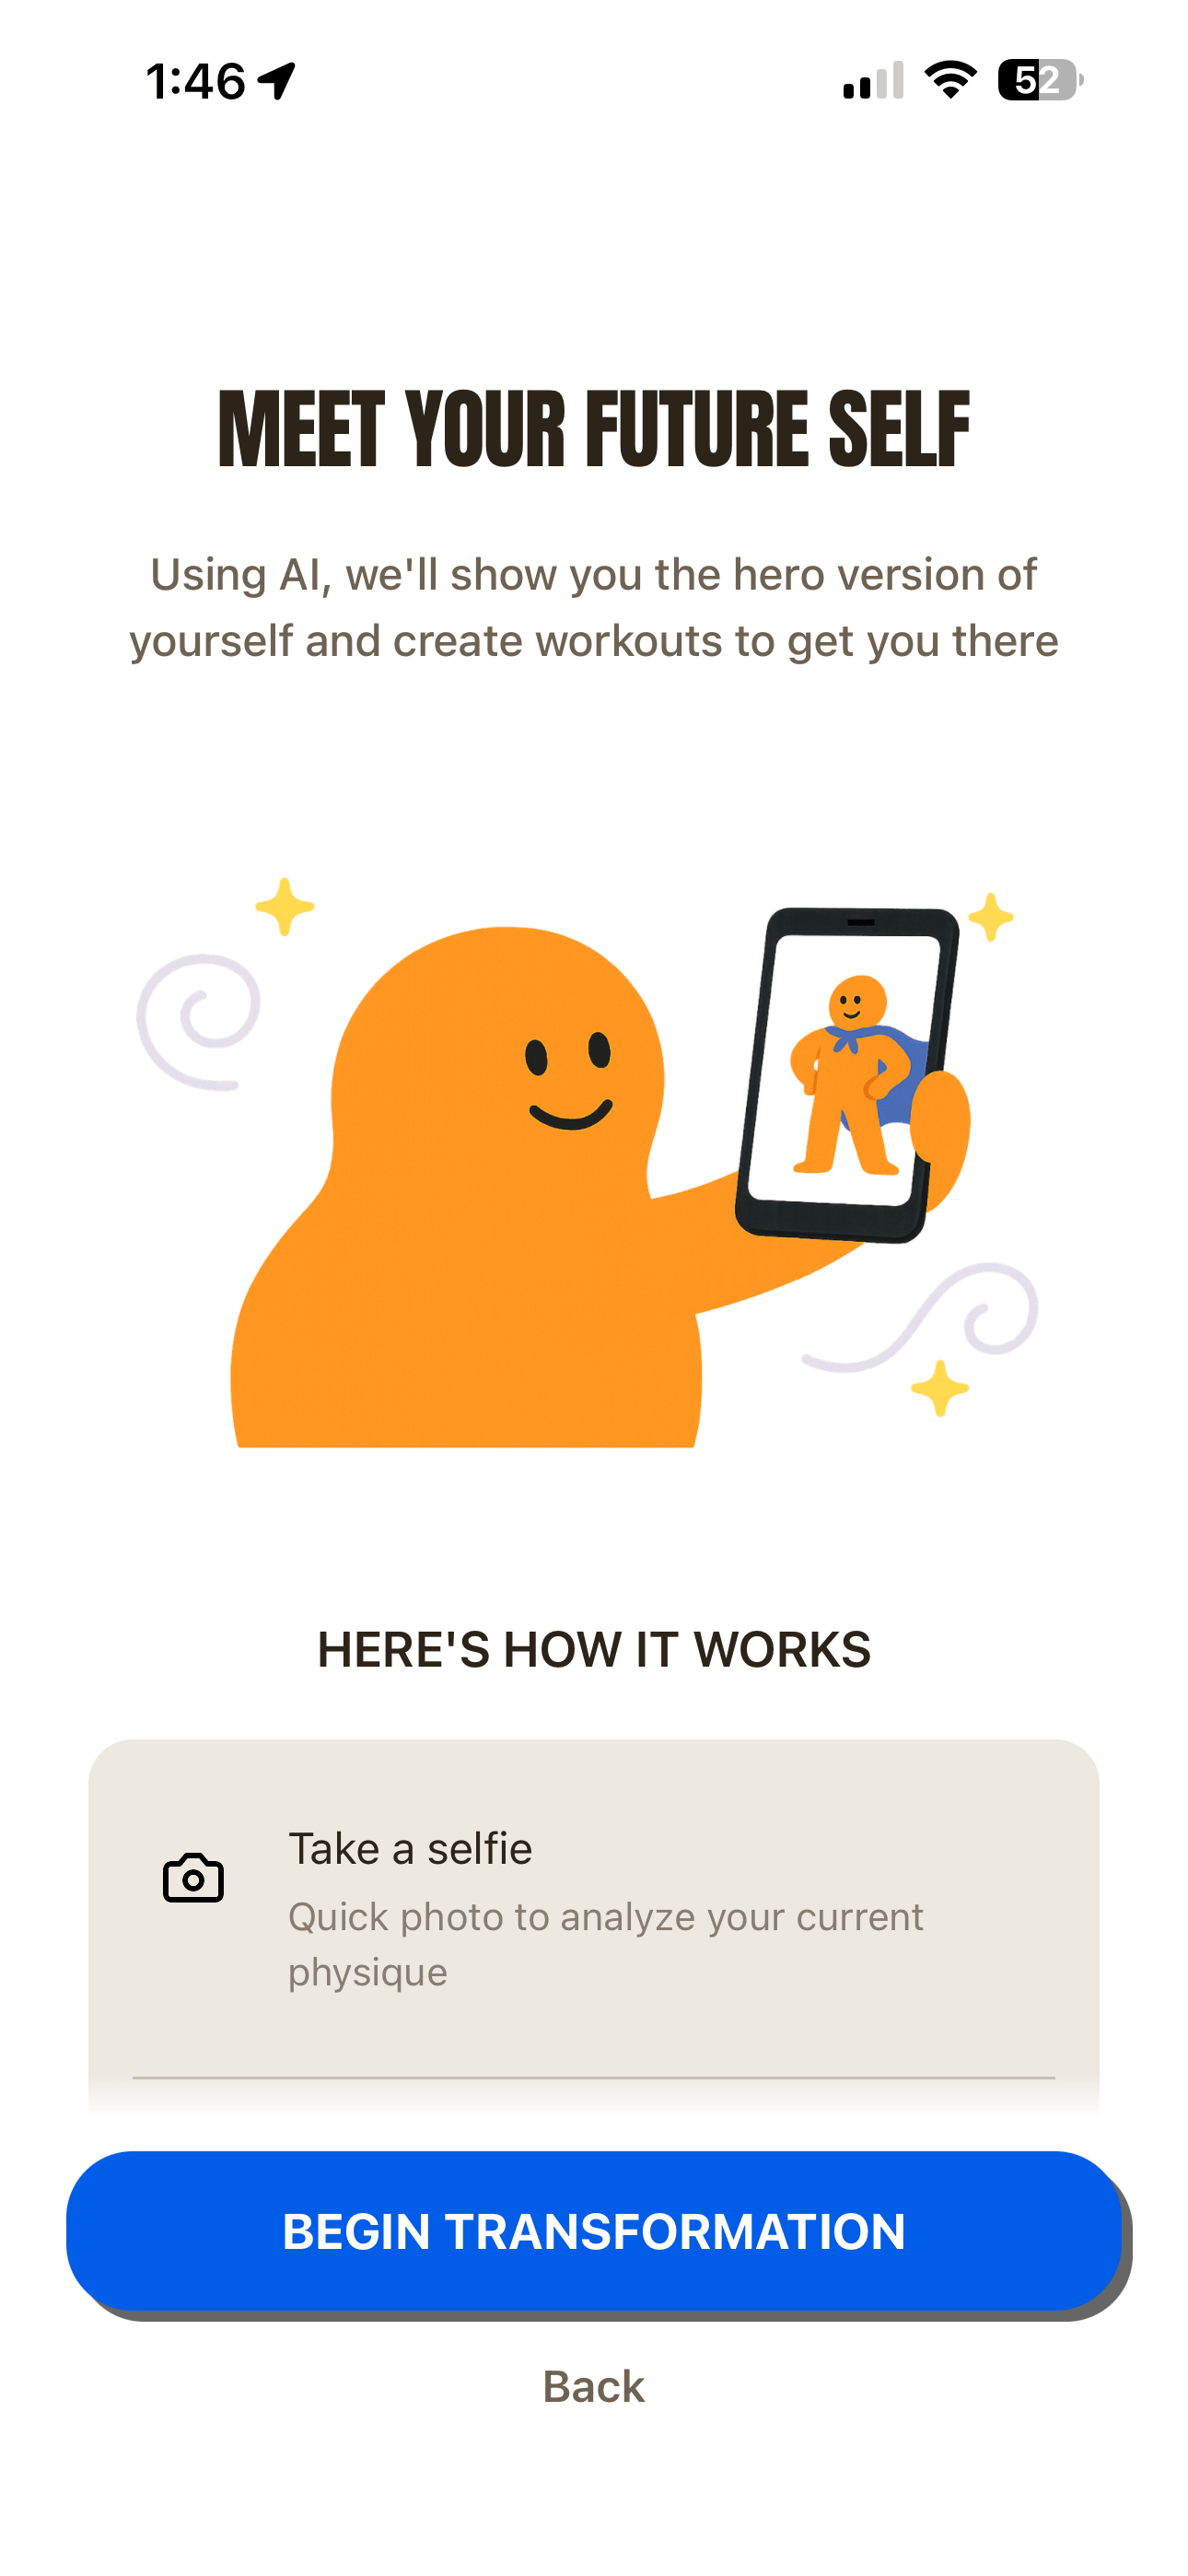 1:46
52
MEET YOUR FUTURE SELF
Using AI, we'll show you the hero version of
yourself and create workouts to get you there
HERE'S HOW IT WORKS
Take a selfie
Quick photo to analyze your current
physique
BEGIN TRANSFORMATION
Back